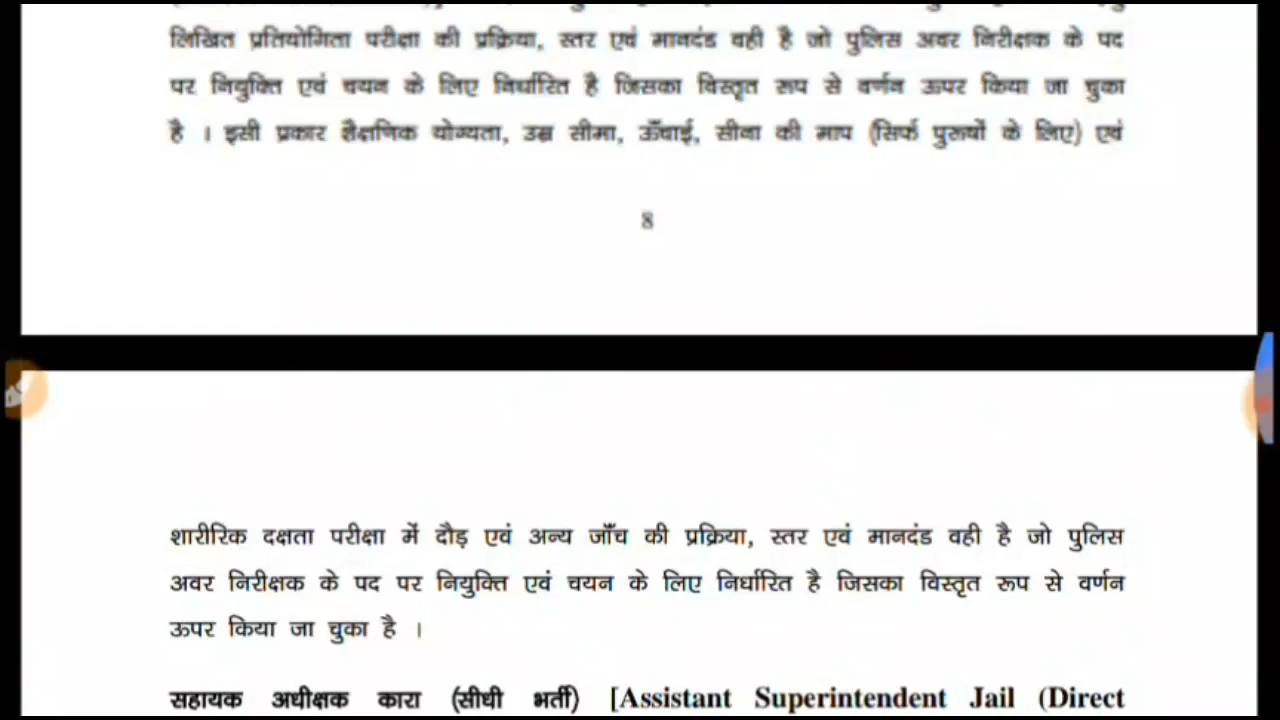 लिखित प्रतियोगिता परीक्षा की प्रक्रिया, स्तर एवं मानदंड वही है जो पुलिस अवर निरीक्षक के पद
पर नियुक्ति एवं चयन के लिए निर्धारित है जिसका विस्तृत रूप से वर्णन ऊपर किया जा चुका
है । इसी प्रकार शैक्षणिक योग्यता, उम्र सीमा, ऊँचाई, सीना की माप (सिर्फ पुरूषों के लिए) एवं
8
शारीरिक दक्षता परीक्षा में दौड़ एवं अन्य जाँच की प्रक्रिया, स्तर एवं मानदंड वही है जो पुलिस
अवर निरीक्षक के पद पर नियुक्ति एवं चयन के लिए निर्धारित है जिसका विस्तृत रूप से वर्णन
ऊपर किया जा चुका है ।
सहायक अधीक्षक कारा (सीधी भर्ती) [Assistant Superintendent Jail (Direct